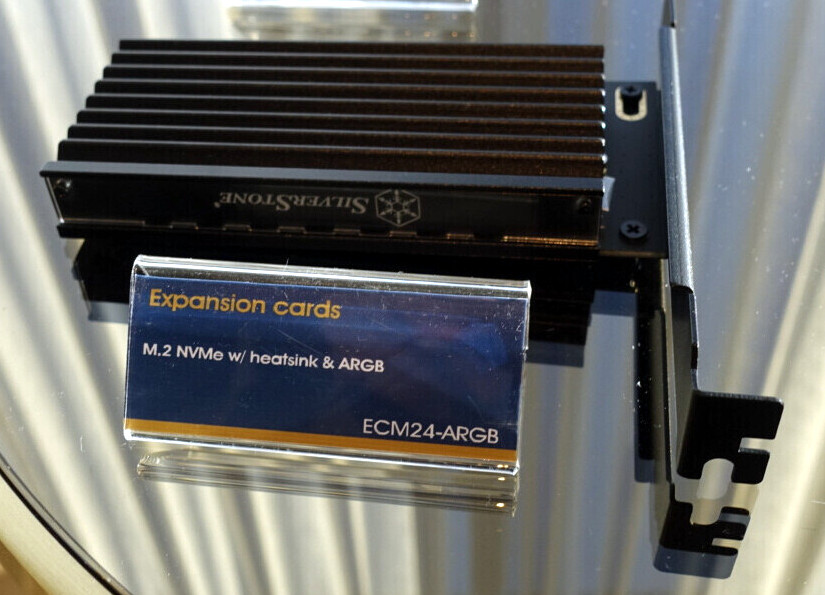 SILVERSTONE®
Expansion cards
M.2 NVMe w/ heatsink & ARGB
ECM24-ARGB